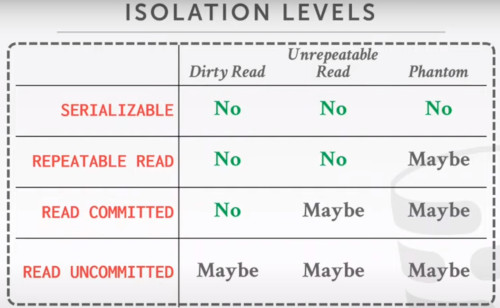 ISOLATION LEVELS
Dirty Read Unrepeatable Read Phantom
SERIALIZABLE No No No
REPEATABLE READ No No Maybe
READ COMMITTED No Maybe Maybe
READ UNCOMMITTED Maybe Maybe Maybe